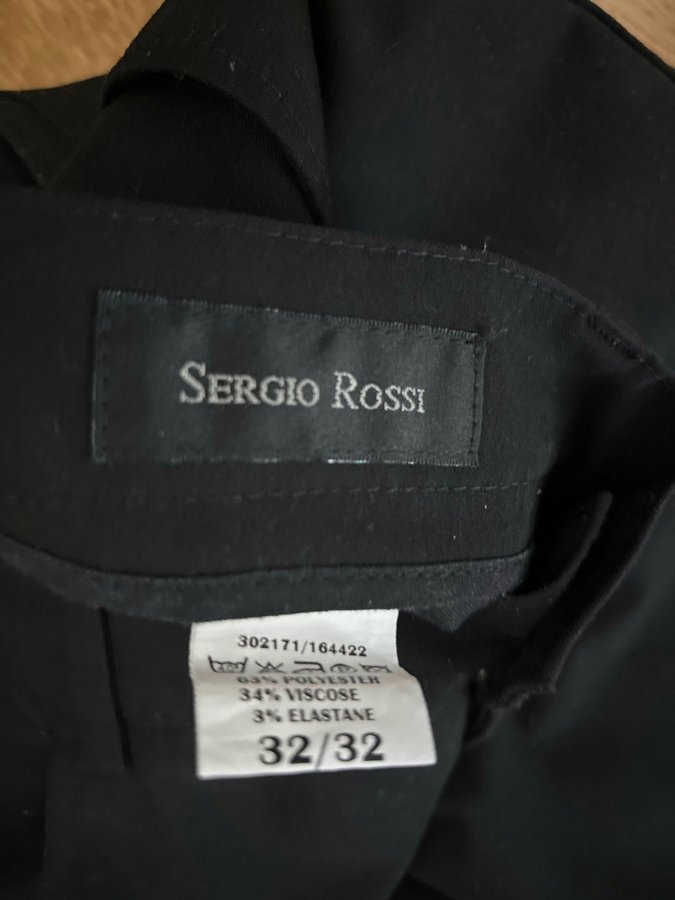 SERGIO ROSSI
302171/164422
63% POLYESTER
34% VISCOSE
3% ELASTANE
32/32